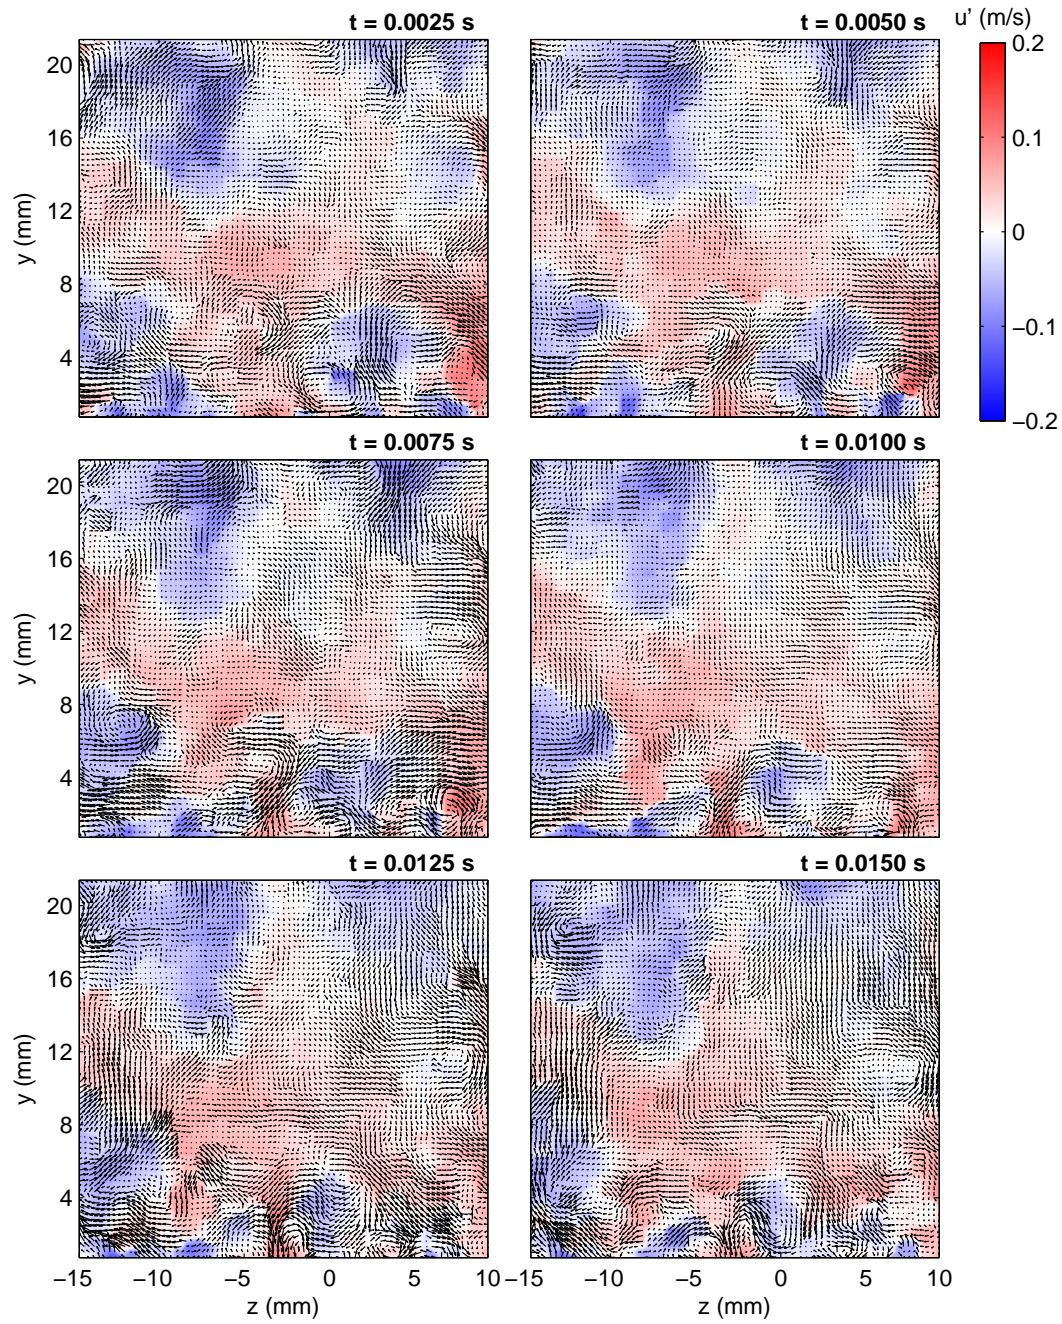 t = 0.0025 s
t = 0.0050 s
u’ (m/s)
20
16
12
8
4
y (mm)
0.2
0.1
0
−0.1
−0.2
t = 0.0075 s
t = 0.0100 s
20
16
12
8
4
y (mm)
t = 0.0125 s
t = 0.0150 s
20
16
12
8
4
y (mm)
−15 −10 −5 0 5 10
−15 −10 −5 0 5 10
z (mm)
z (mm)